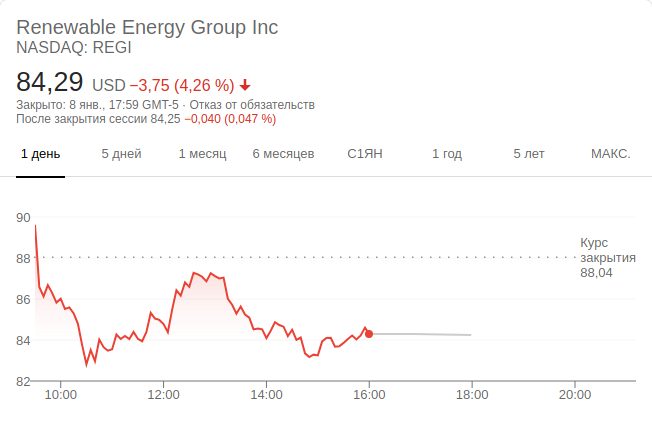 Renewable Energy Group Inc
NASDAQ: REGI
84,29 USD −3,75 (4,26 %)
Закрыто: 8 янв., 17:59 GMT-5 · Отказ от обязательств
После закрытия сессии 84,25 −0,040 (0,047 %)
1 день 5 дней 1 месяц 6 месяцев С1ЯН 1 год 5 лет МАКС.
90
Курс
88 закрытия
88,04
86
84
82
10:00 12:00 14:00 16:00 18:00 20:00